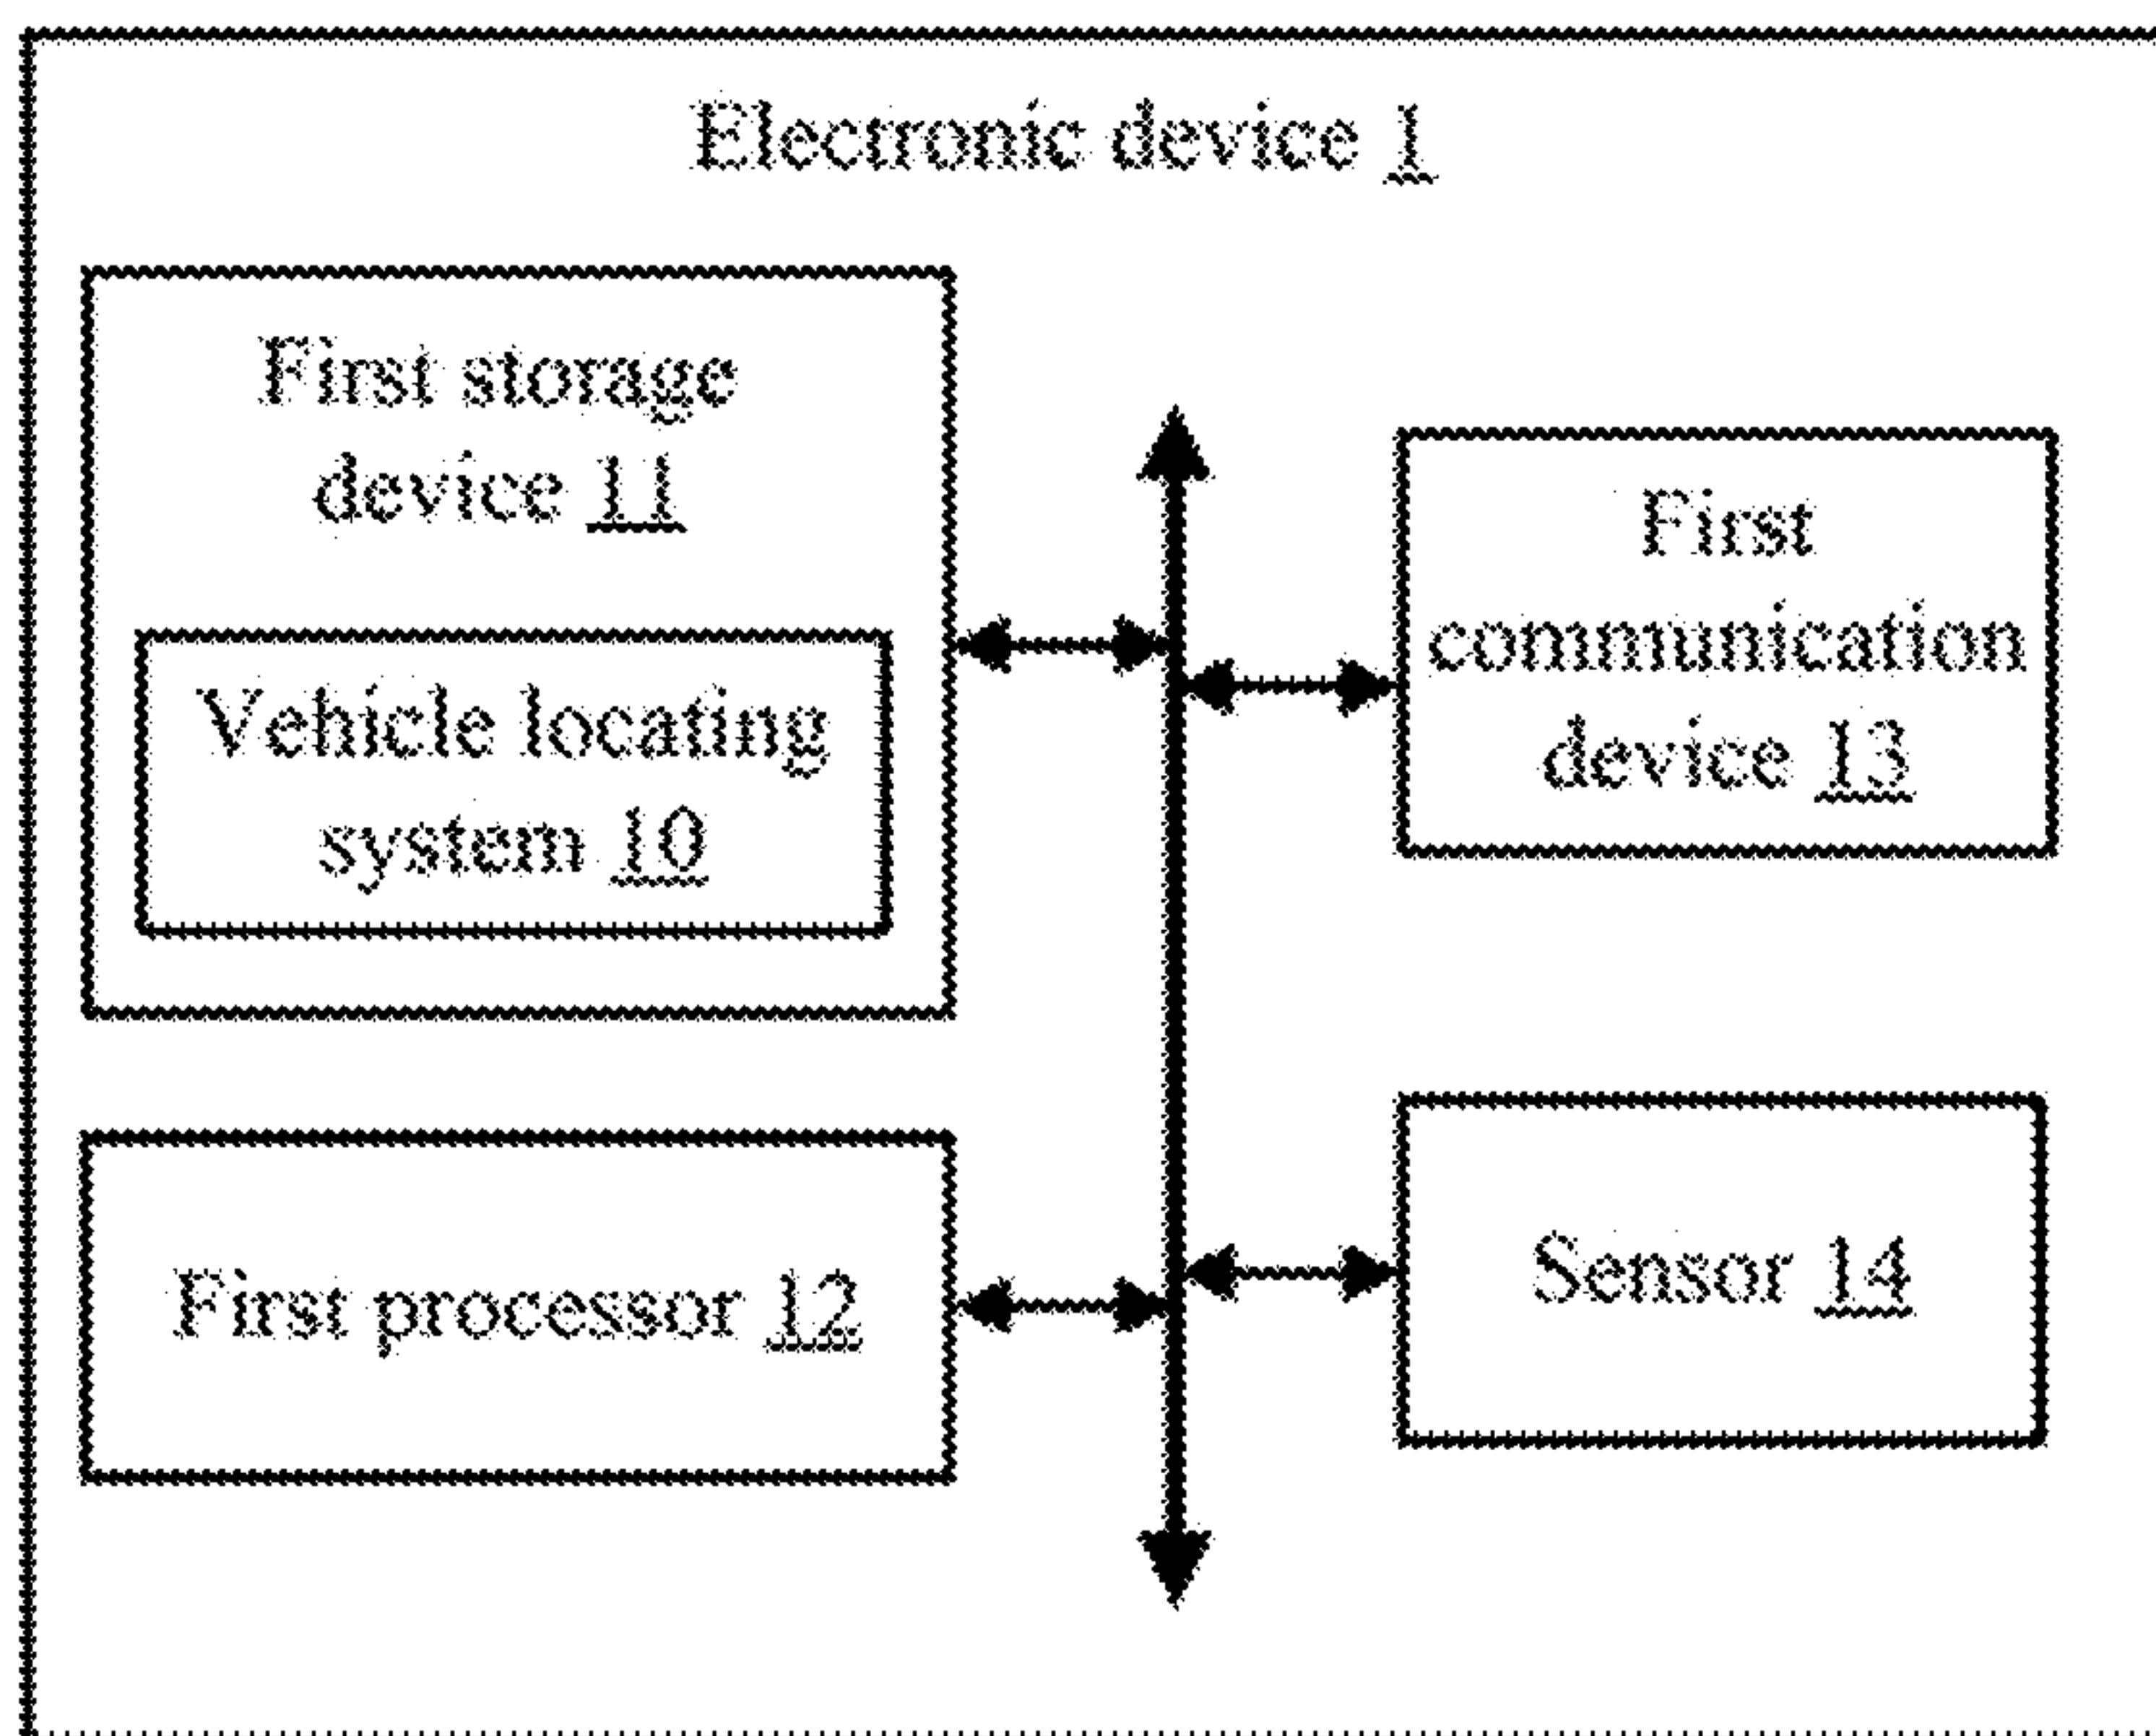 Electronic device 1
First storage
device 11
Vehicle locating
system 10
First
communication
device 13
First processor 12
Sensor 14